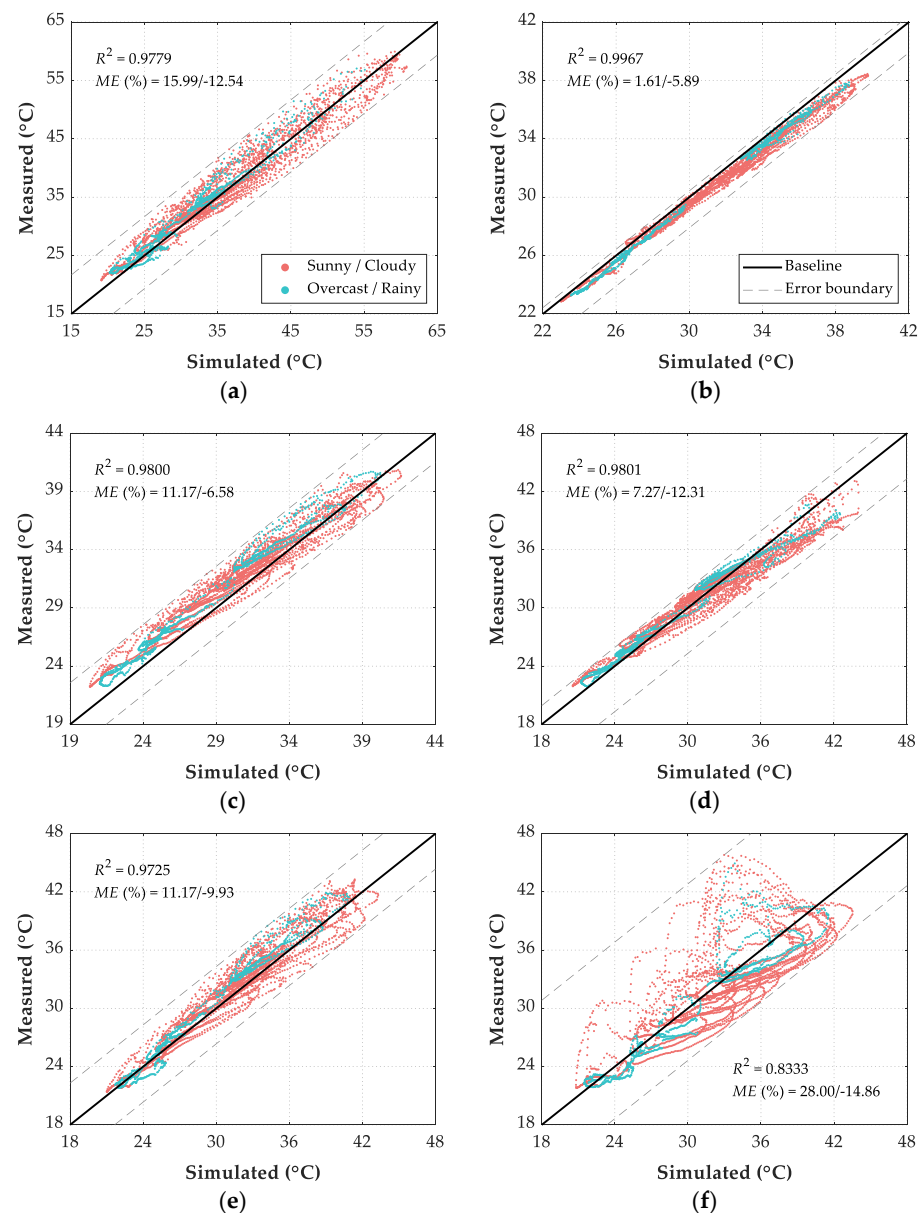 65
55
45
35
25
15
Measured (°C)
R² = 0.9779
ME (%) = 15.99/-12.54
Sunny / Cloudy
Overcast / Rainy
15 25 35 45 55 65
Simulated (°C)
(a)
42
38
34
30
26
22
Measured (°C)
R² = 0.9967
ME (%) = 1.61/-5.89
Baseline
Error boundary
22 26 30 34 38 42
Simulated (°C)
(b)
44
39
34
29
24
19
Measured (°C)
R² = 0.9800
ME (%) = 11.17/-6.58
19 24 29 34 39 44
Simulated (°C)
(c)
48
42
36
30
24
18
Measured (°C)
R² = 0.9801
ME (%) = 7.27/-12.31
18 24 30 36 42 48
Simulated (°C)
(d)
48
42
36
30
24
18
Measured (°C)
R² = 0.9725
ME (%) = 11.17/-9.93
18 24 30 36 42 48
Simulated (°C)
(e)
48
42
36
30
24
18
Measured (°C)
R² = 0.8333
ME (%) = 28.00/-14.86
18 24 30 36 42 48
Simulated (°C)
(f)